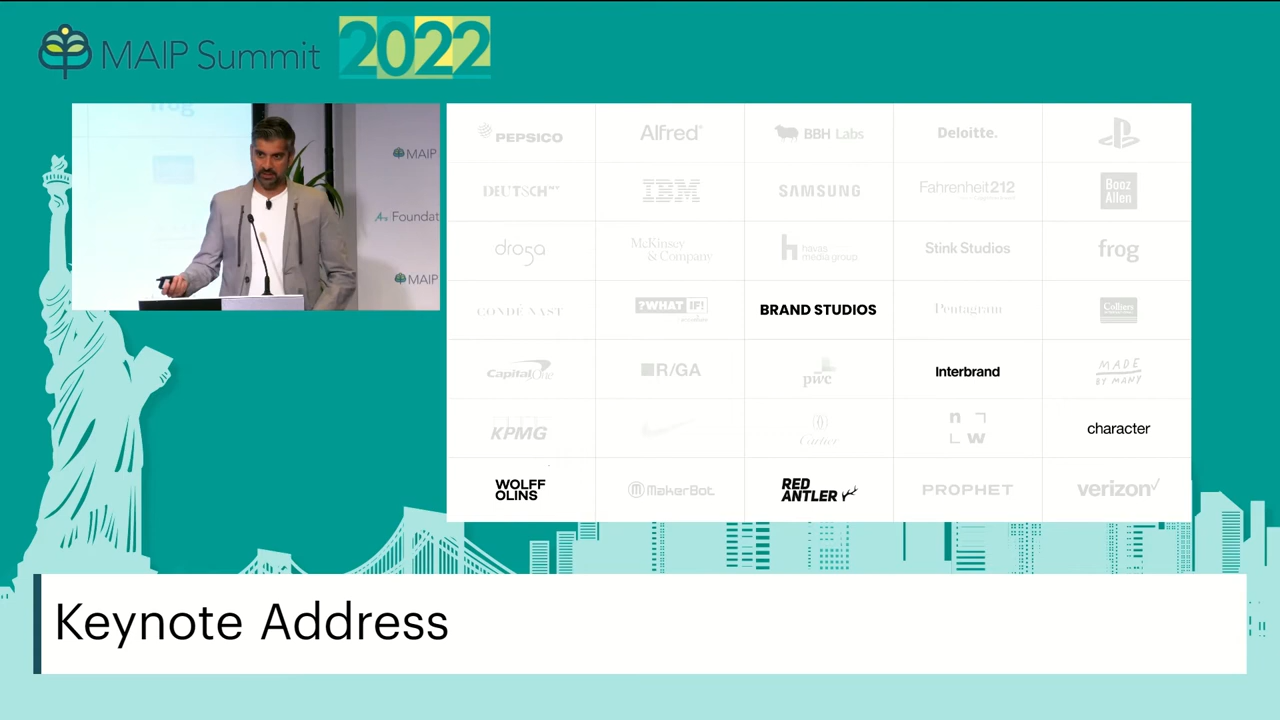 MAIP Summit 2022
frog
MAIP
Foundat
MAIP
PEPSICO
Alfred
BBH Labs
Deloitte.
DEUTSCH
IBM
SAMSUNG
Fahrenheit 212
Booz
Allen
droga
McKinsey
& Company
havas
media group
Stink Studios
frog
CONDÉ NAST
?WHAT IF!
BRAND STUDIOS
Pentagram
Colliers
Capital One
R/GA
pwc
Interbrand
MADE
BY MANY
KPMG
Cartier
n
w
character
WOLFF
OLINS
MakerBot
RED
ANTLER
PROPHET
verizon
Keynote Address